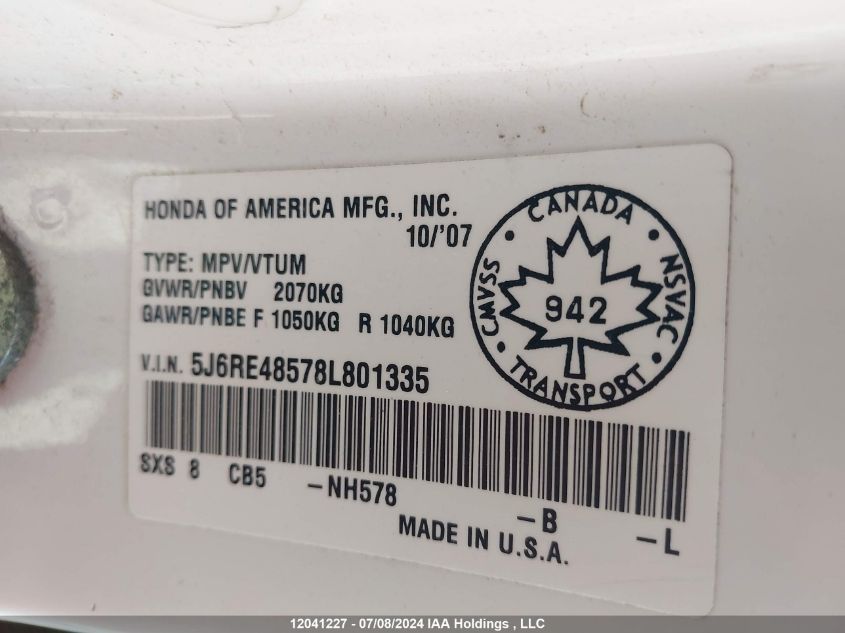 HONDA OF AMERICA MFG., INC.
10/'07
TYPE: MPV/VTUM
GVWR/PNBV 2070KG
GAWR/PNBE F 1050KG R 1040KG
V.I.N. 5J6RE48578L801335
CANADA
CMVSS
NSVAC
942
TRANSPORT
SXS 8 CB5 -NH578 -B -L
MADE IN U.S.A.
12041227 - 07/08/2024 IAA Holdings , LLC